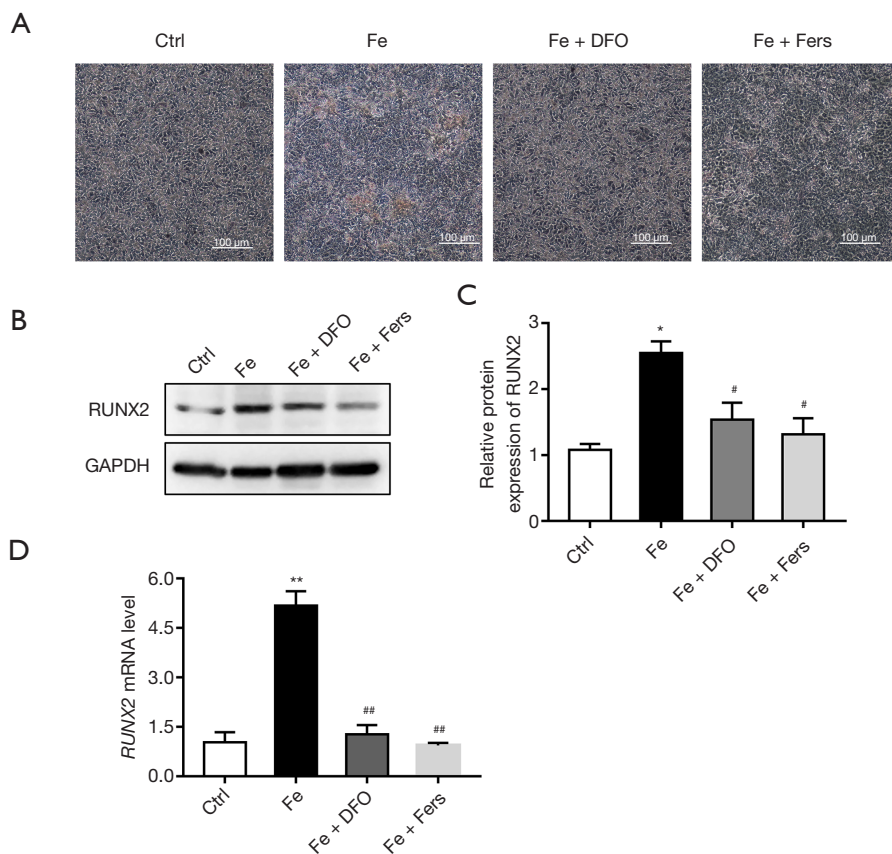 A
Ctrl
Fe
Fe + DFO
Fe + Fers
100 μm
100 μm
100 μm
100 μm
B
Ctrl
Fe
Fe + DFO
Fe + Fers
RUNX2
GAPDH
C
Relative protein
expression of RUNX2
3
2
1
0
*
#
#
Ctrl
Fe
Fe + DFO
Fe + Fers
D
RUNX2 mRNA level
6.0
4.5
3.0
1.5
0.0
**
##
##
Ctrl
Fe
Fe + DFO
Fe + Fers